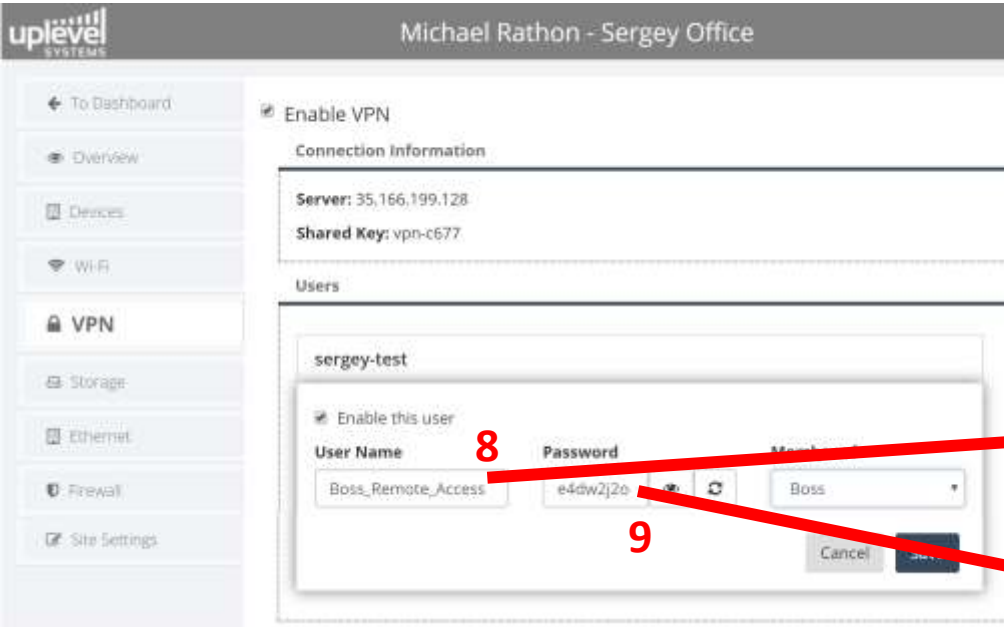 uplevel
SYSTEMS
Michael Rathon - Sergey Office
To Dashboard
Enable VPN
Connection Information
Overview
Server: 35.166.199.128
Devices
Shared Key: vpn-c677
Wi-Fi
Users
VPN
sergey-test
Storage
Enable this user
Ethernet
User Name
8
Password
Boss_Remote_Access
e4dw2j2o
Boss
Firewall
9
Site Settings
Cancel